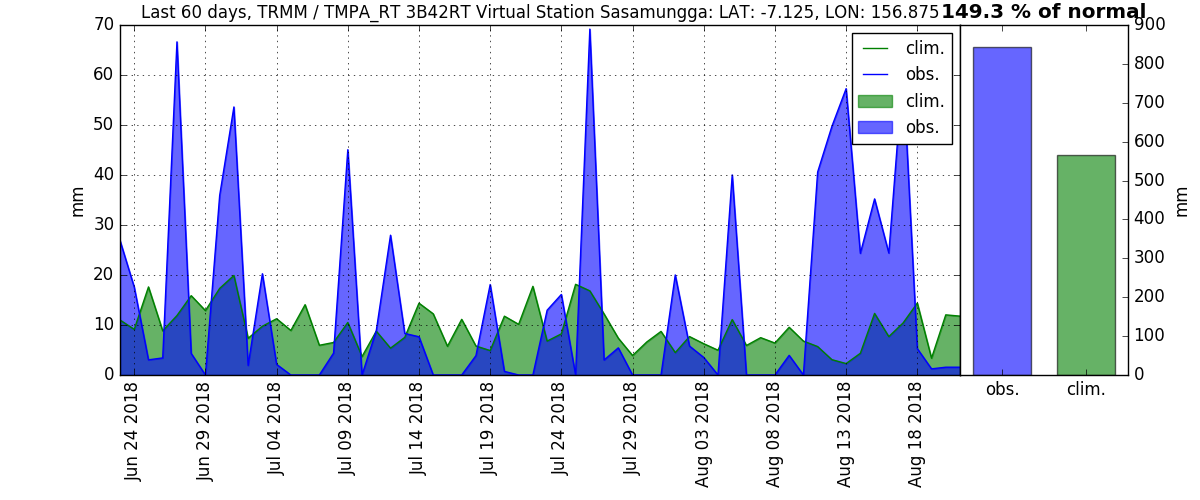 Last 60 days, TRMM / TMPA_RT 3B42RT Virtual Station Sasamungga: LAT: -7.125, LON: 156.875
149.3 % of normal
70
60
50
40
30
20
10
0
mm
clim.
obs.
clim.
obs.
Jun 24 2018
Jun 29 2018
Jul 04 2018
Jul 09 2018
Jul 14 2018
Jul 19 2018
Jul 24 2018
Jul 29 2018
Aug 03 2018
Aug 08 2018
Aug 13 2018
Aug 18 2018
900
800
700
600
500
400
300
200
100
0
mm
obs.
clim.